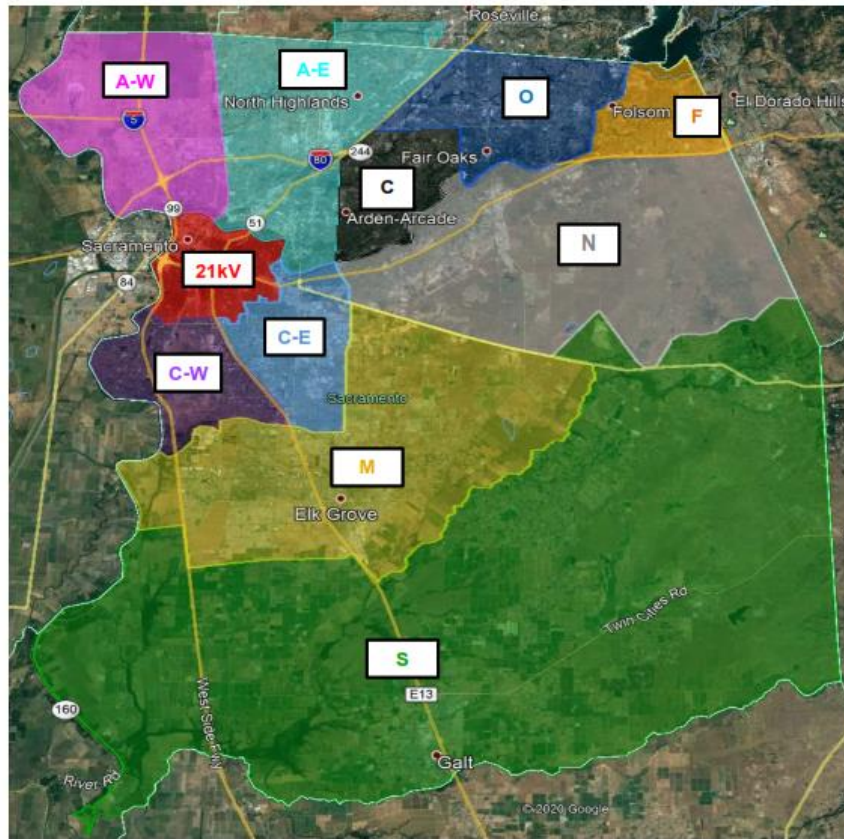 Roseville
A-W
A-E
O
North Highlands
Folsom
F
El Dorado Hills
5
80
244
Fair Oaks
C
99
51
Arden-Arcade
Sacramento
N
21kV
84
C-E
C-W
Sacramento
M
Elk Grove
Twin Cities Rd
S
E13
160
West Side Fwy
River Rd
Galt
© 2020 Google